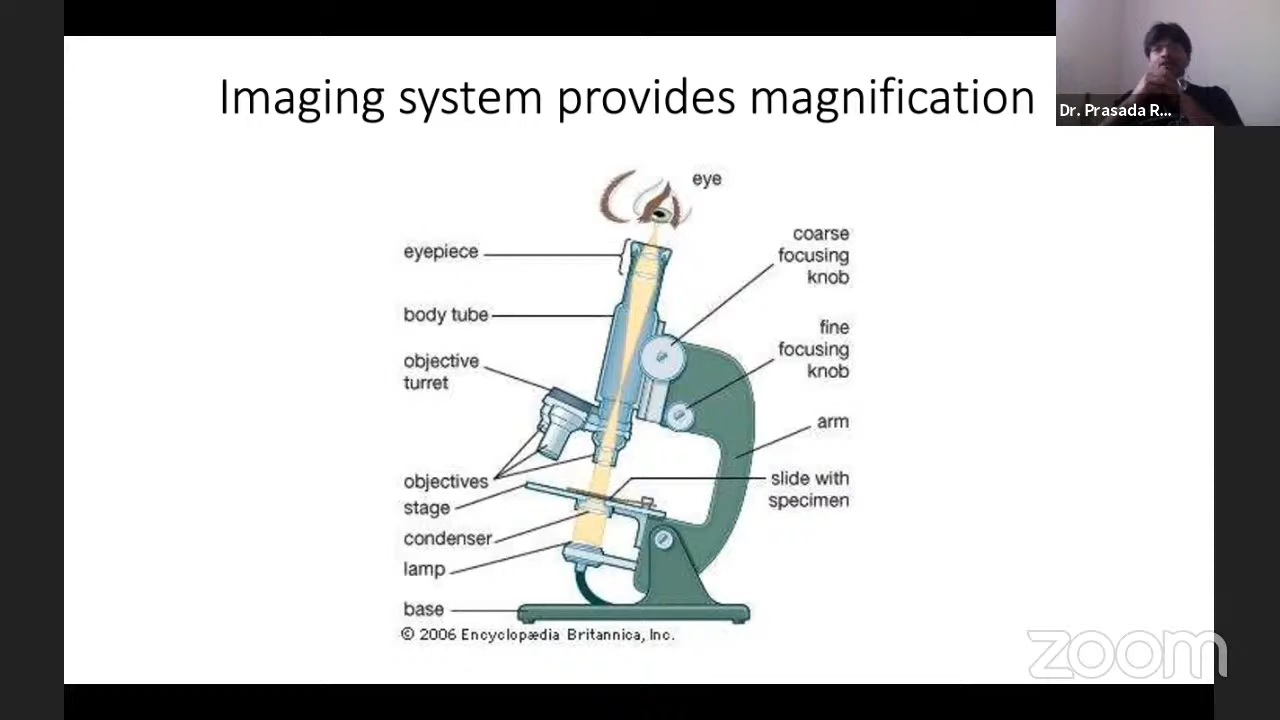 Imaging system provides magnification
Dr. Prasada R...
eye
eyepiece
coarse
focusing
knob
body tube
fine
focusing
knob
objective
turret
arm
objectives
slide with
specimen
stage
condenser
lamp
base
© 2006 Encyclopædia Britannica, Inc.
zoom